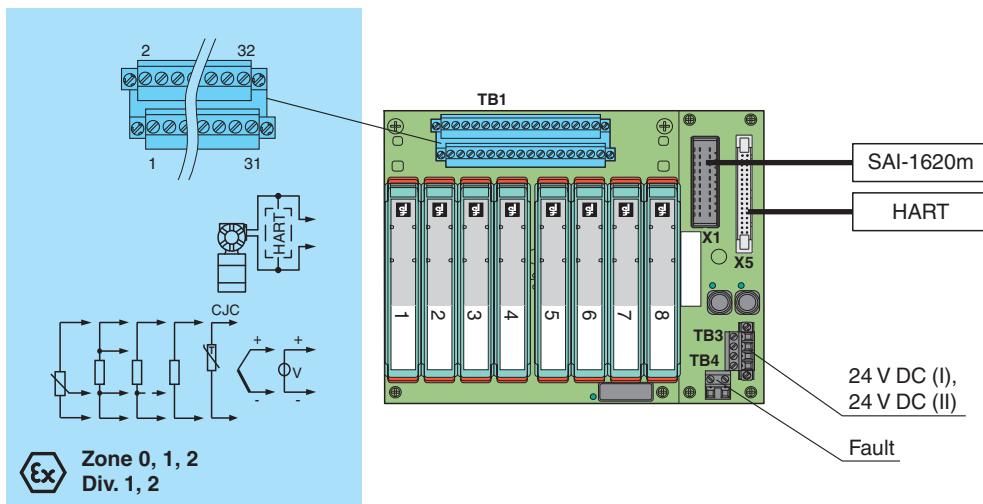 2 32
1 31
TB1
SAI-1620m
HART
X1
X5
HART
1 2 3 4 5 6 7 8
CJC
T
+ +
V
- -
TB3
TB4
24 V DC (I),
24 V DC (II)
Fault
Ex
Zone 0, 1, 2
Div. 1, 2